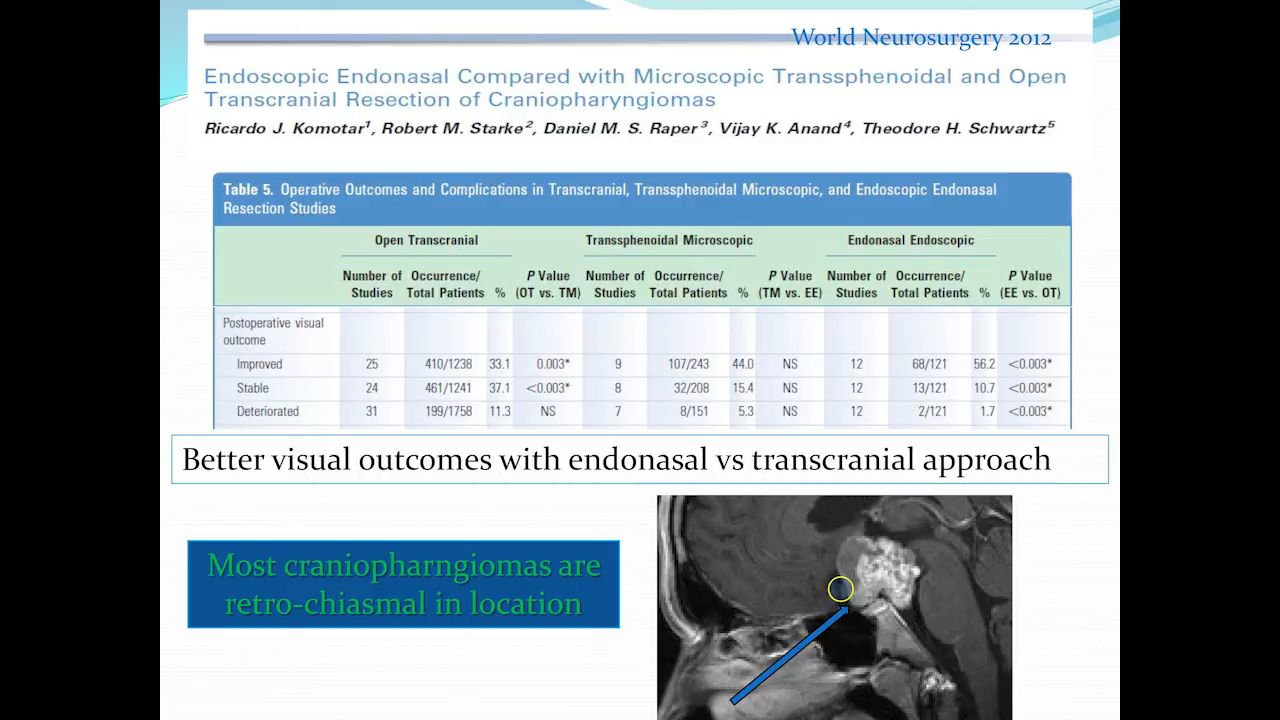 World Neurosurgery 2012
Endoscopic Endonasal Compared with Microscopic Transsphenoidal and Open
Transcranial Resection of Craniopharyngiomas
Ricardo J. Komotar1, Robert M. Starke2, Daniel M. S. Raper3, Vijay K. Anand4, Theodore H. Schwartz5
Table 5. Operative Outcomes and Complications in Transcranial, Transsphenoidal Microscopic, and Endoscopic Endonasal
Resection Studies
Open Transcranial Transsphenoidal Microscopic Endonasal Endoscopic
Number of Occurrence/ P Value Number of Occurrence/ P Value Number of Occurrence/ P Value
Studies Total Patients % (OT vs. TM) Studies Total Patients % (TM vs. EE) Studies Total Patients % (EE vs. OT)
Postoperative visual
outcome
Improved 25 410/1238 33.1 0.003* 9 107/243 44.0 NS 12 68/121 56.2 <0.003*
Stable 24 461/1241 37.1 <0.003* 8 32/208 15.4 NS 12 13/121 10.7 <0.003*
Deteriorated 31 199/1758 11.3 NS 7 8/151 5.3 NS 12 2/121 1.7 <0.003*
Better visual outcomes with endonasal vs transcranial approach
Most craniopharngiomas are
retro-chiasmal in location